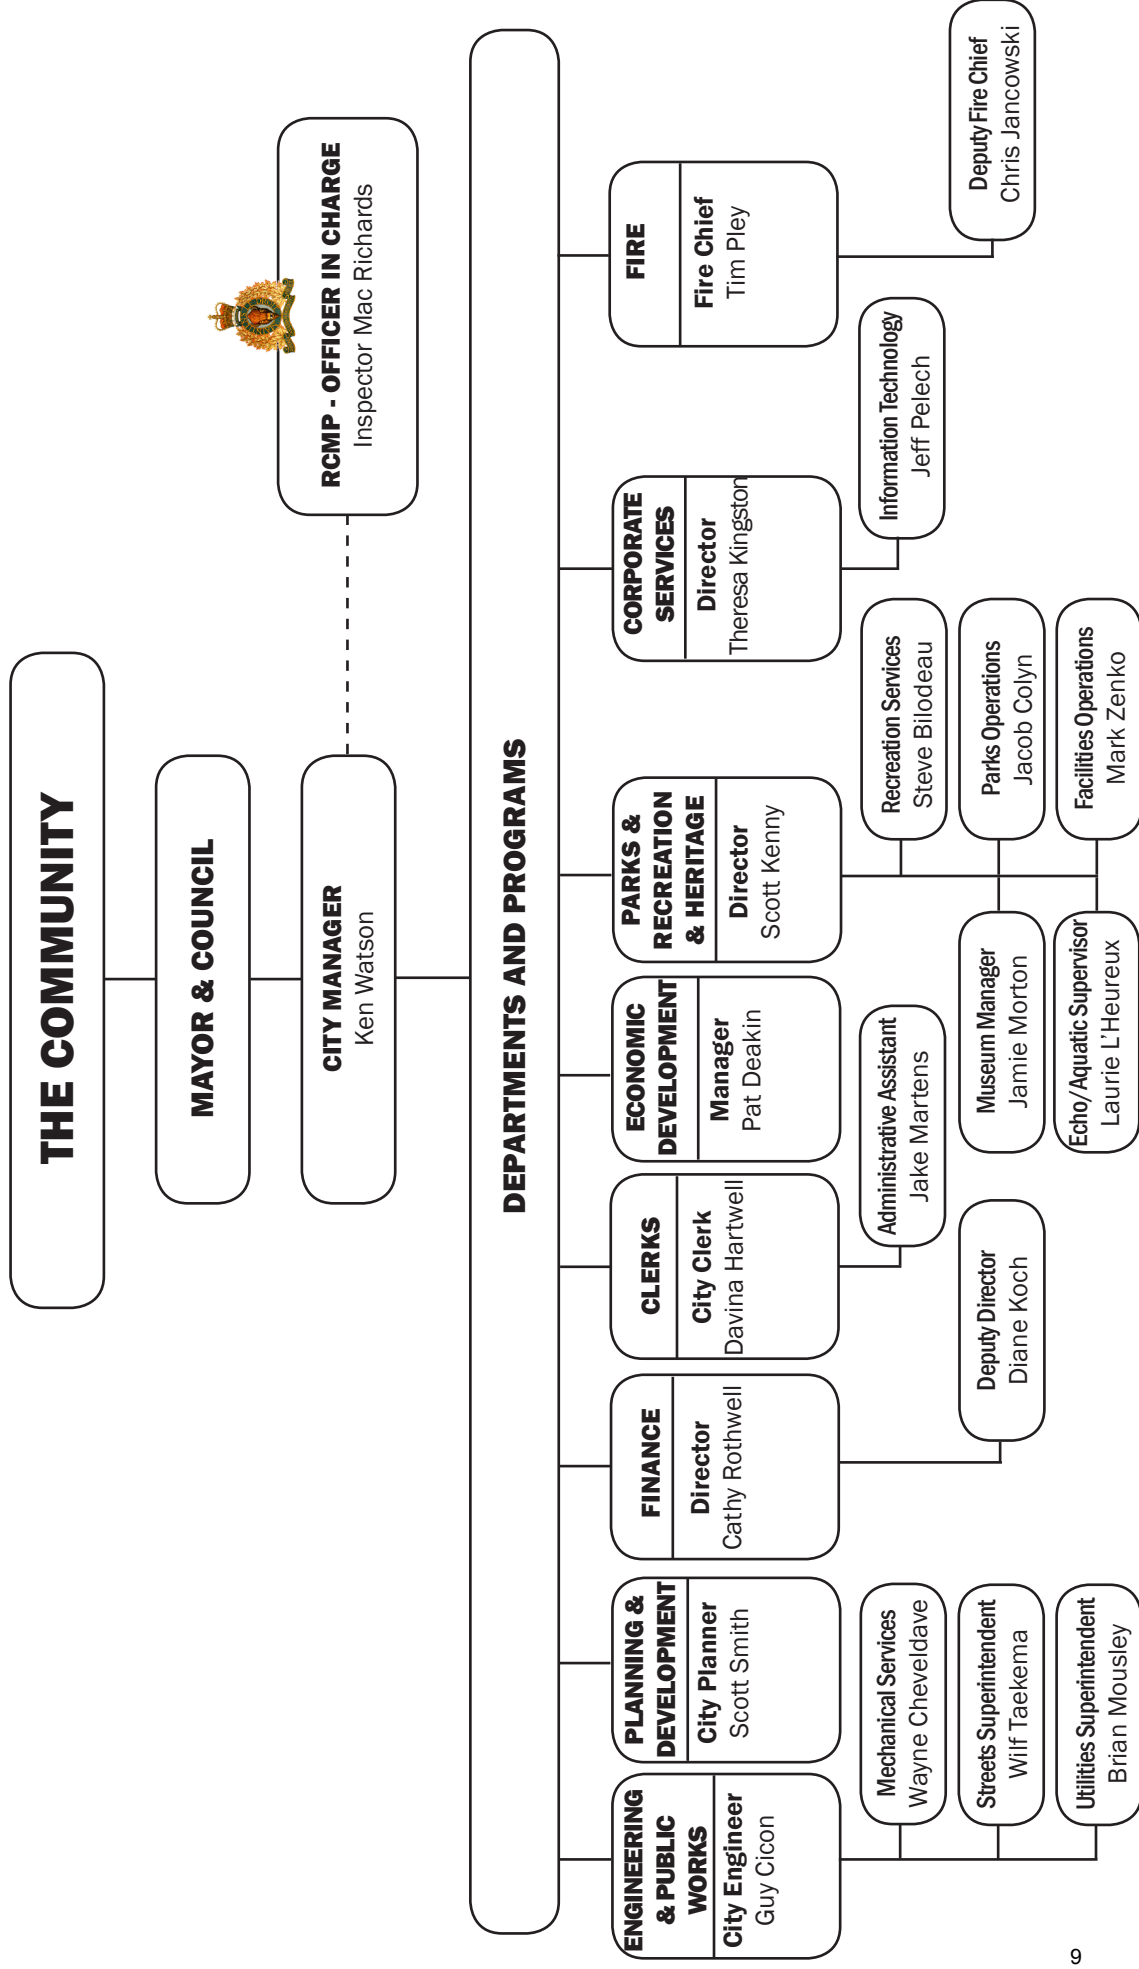 THE COMMUNITY
MAYOR & COUNCIL
CITY MANAGER
Ken Watson
RCMP - OFFICER IN CHARGE
Inspector Mac Richards
DEPARTMENTS AND PROGRAMS
ENGINEERING
& PUBLIC
WORKS
City Engineer
Guy Cicon
Mechanical Services
Wayne Cheveldave
Streets Superintendent
Wilf Taekema
Utilities Superintendent
Brian Mousley
PLANNING &
DEVELOPMENT
City Planner
Scott Smith
FINANCE
Director
Cathy Rothwell
Deputy Director
Diane Koch
CLERKS
City Clerk
Davina Hartwell
Administrative Assistant
Jake Martens
ECONOMIC
DEVELOPMENT
Manager
Pat Deakin
PARKS &
RECREATION
& HERITAGE
Director
Scott Kenny
Recreation Services
Steve Bilodeau
Museum Manager
Jamie Morton
Parks Operations
Jacob Colyn
Echo/Aquatic Supervisor
Laurie L'Heureux
Facilities Operations
Mark Zenko
CORPORATE
SERVICES
Director
Theresa Kingston
Information Technology
Jeff Pelech
FIRE
Fire Chief
Tim Pley
Deputy Fire Chief
Chris Jancowski
9